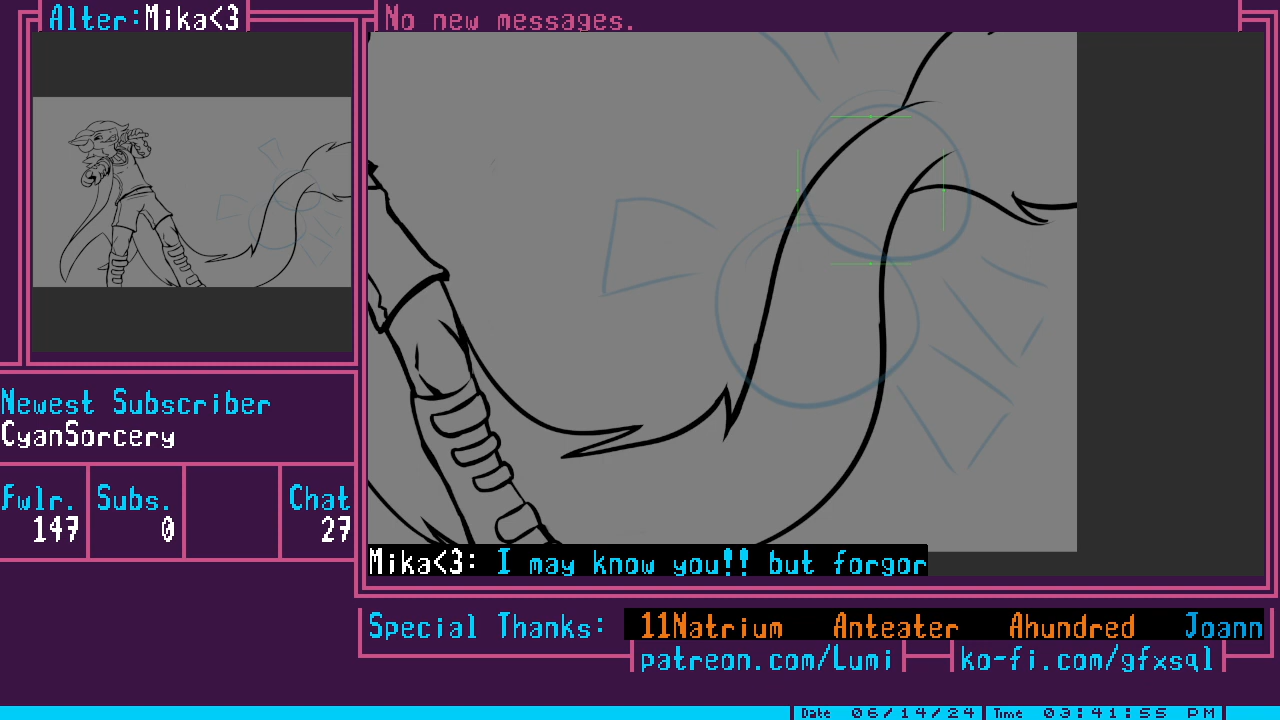 Alter:Mika<3
No new messages.
Newest Subscriber
CyanSorcery
Fwlr.
147
Subs.
0
Chat
27
Mika<3: I may know you!! but forgor
Special Thanks: 11Natrium Anteater Ahundred Joann
patreon.com/Lumi
ko-fi.com/gfxsql
Date 06/14/24 Time 03:41:55 PM